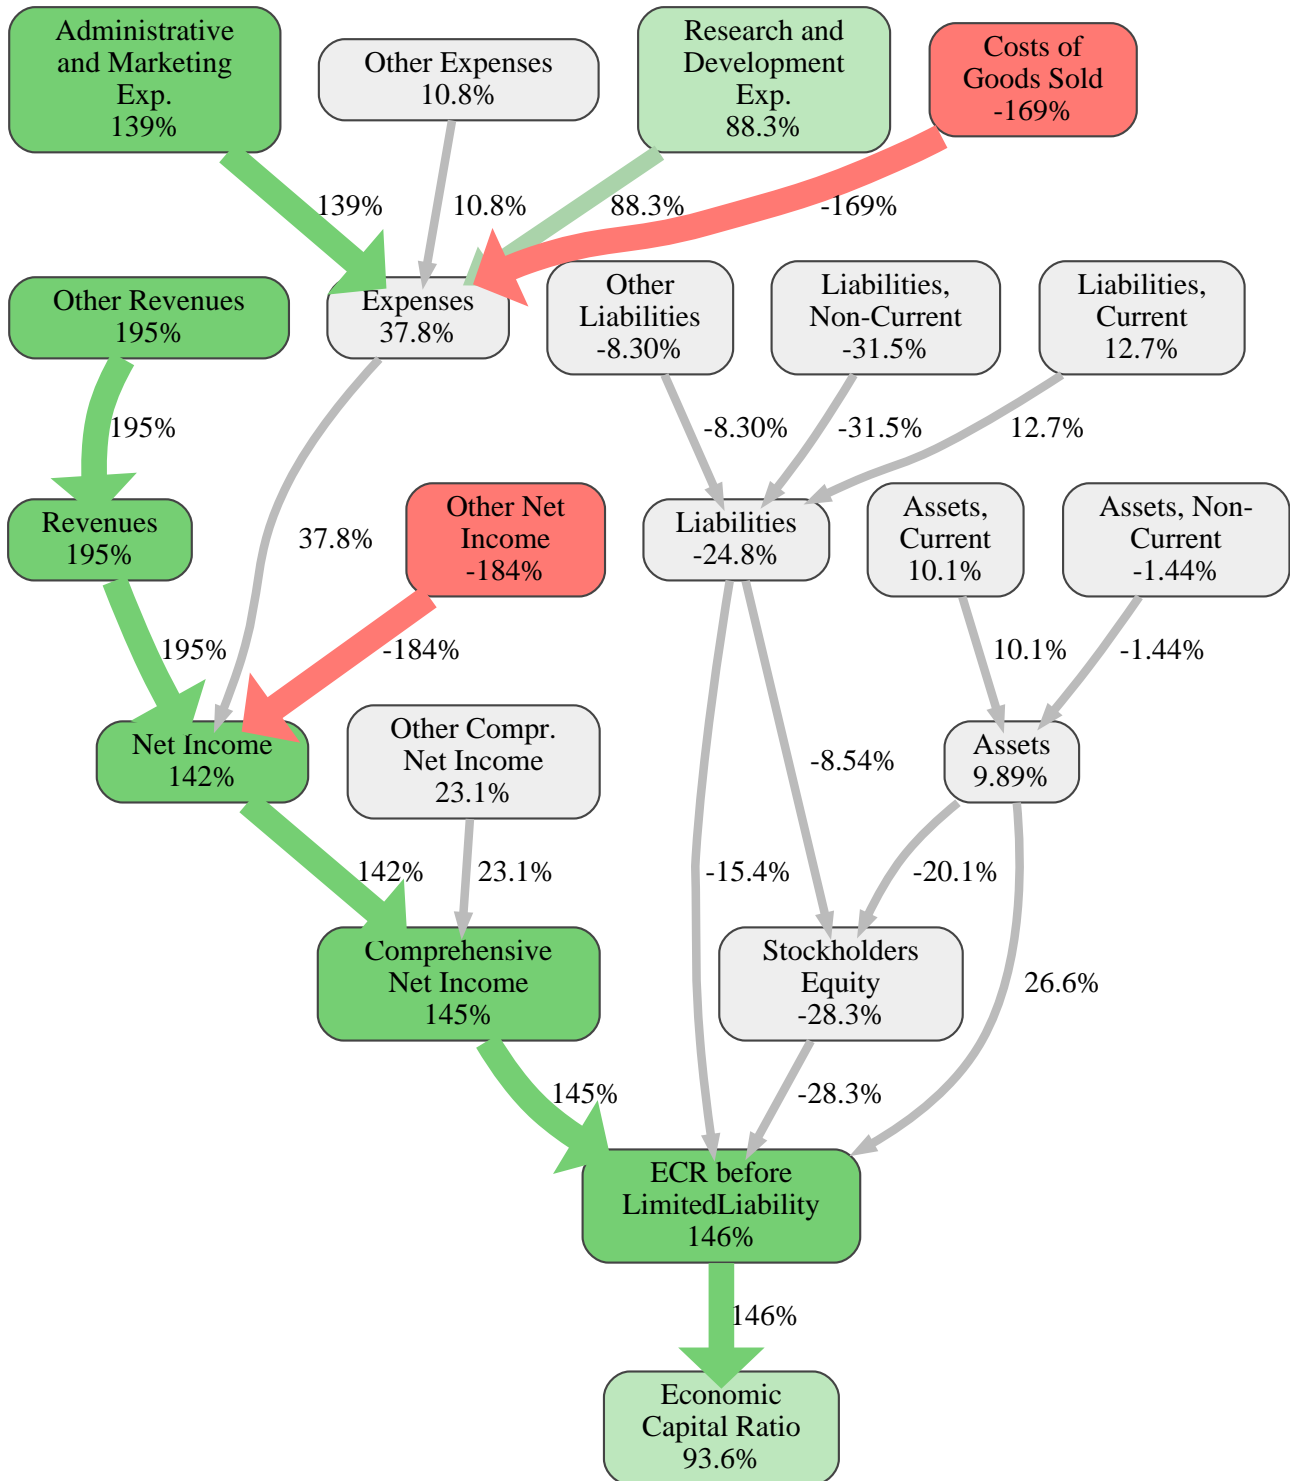 Administrative
and Marketing
Exp.
139%
Other Expenses
10.8%
Research and
Development
Exp.
88.3%
Costs of
Goods Sold
-169%
139%
10.8%
88.3%
-169%
Other Revenues
195%
Expenses
37.8%
Other
Liabilities
-8.30%
Liabilities,
Non-Current
-31.5%
Liabilities,
Current
12.7%
195%
-8.30%
-31.5%
12.7%
Revenues
195%
37.8%
Other Net
Income
-184%
Liabilities
-24.8%
Assets,
Current
10.1%
Assets, Non-
Current
-1.44%
195%
-184%
10.1%
-1.44%
Net Income
142%
Other Compr.
Net Income
23.1%
-8.54%
Assets
9.89%
142%
23.1%
-15.4%
-20.1%
Comprehensive
Net Income
145%
Stockholders
Equity
-28.3%
26.6%
145%
-28.3%
ECR before
LimitedLiability
146%
146%
Economic
Capital Ratio
93.6%